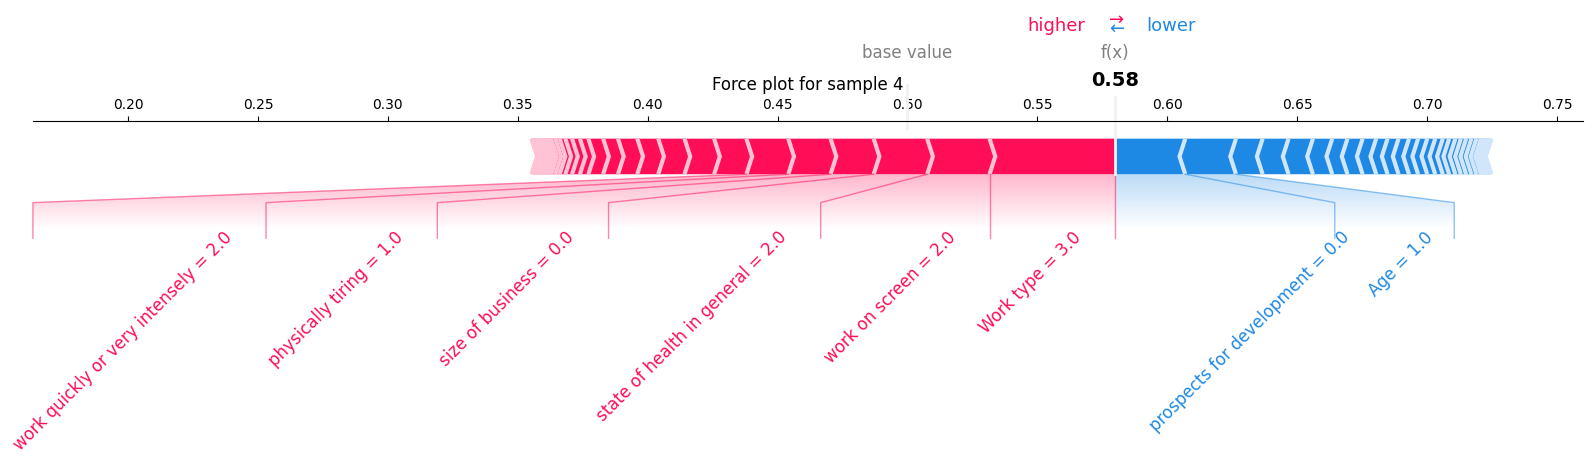 higher ⇄ lower
base value f(x)
Force plot for sample 4 0.58
0.20 0.25 0.30 0.35 0.40 0.45 0.50 0.55 0.60 0.65 0.70 0.75
work quickly or very intensely = 2.0
physically tiring = 1.0
size of business = 0.0
state of health in general = 2.0
work on screen = 2.0
Work type = 3.0
prospects for development = 0.0
Age = 1.0